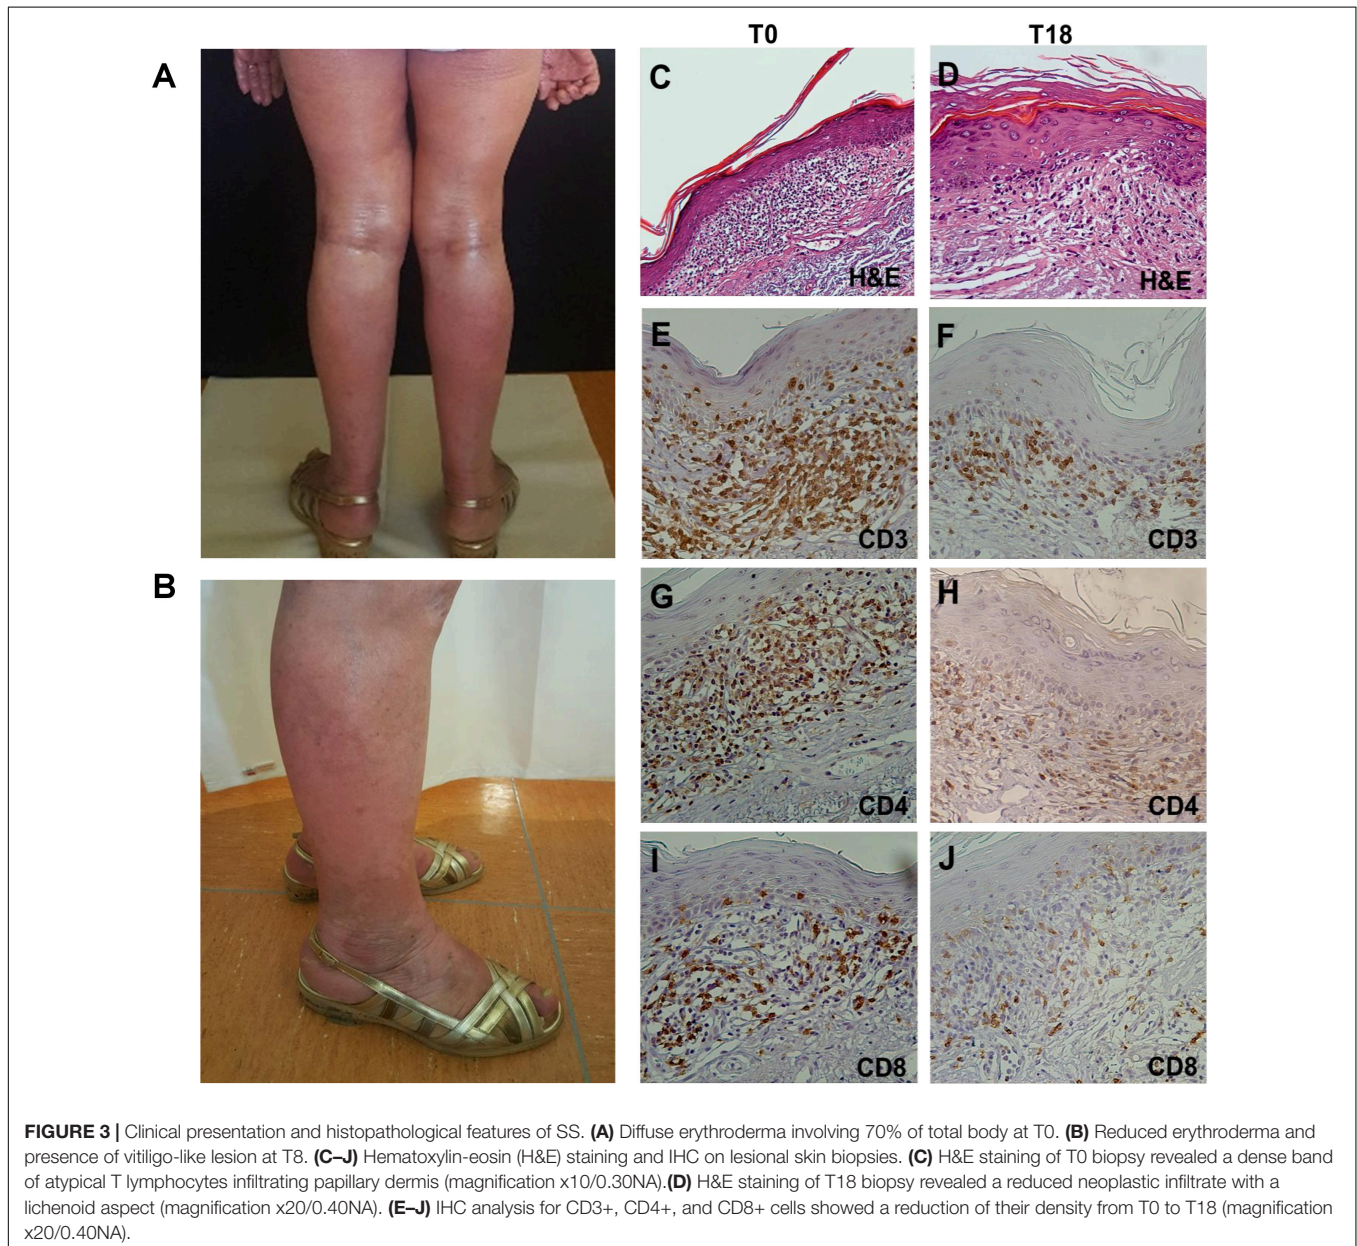 T0
T18
A
C
D
H&E
H&E
E
F
CD3
CD3
B
G
H
CD4
CD4
I
J
CD8
CD8
FIGURE 3 | Clinical presentation and histopathological features of SS. (A) Diffuse erythroderma involving 70% of total body at T0. (B) Reduced erythroderma and
presence of vitiligo-like lesion at T8. (C–J) Hematoxylin-eosin (H&E) staining and IHC on lesional skin biopsies. (C) H&E staining of T0 biopsy revealed a dense band
of atypical T lymphocytes infiltrating papillary dermis (magnification x10/0.30NA).(D) H&E staining of T18 biopsy revealed a reduced neoplastic infiltrate with a
lichenoid aspect (magnification x20/0.40NA). (E–J) IHC analysis for CD3+, CD4+, and CD8+ cells showed a reduction of their density from T0 to T18 (magnification
x20/0.40NA).